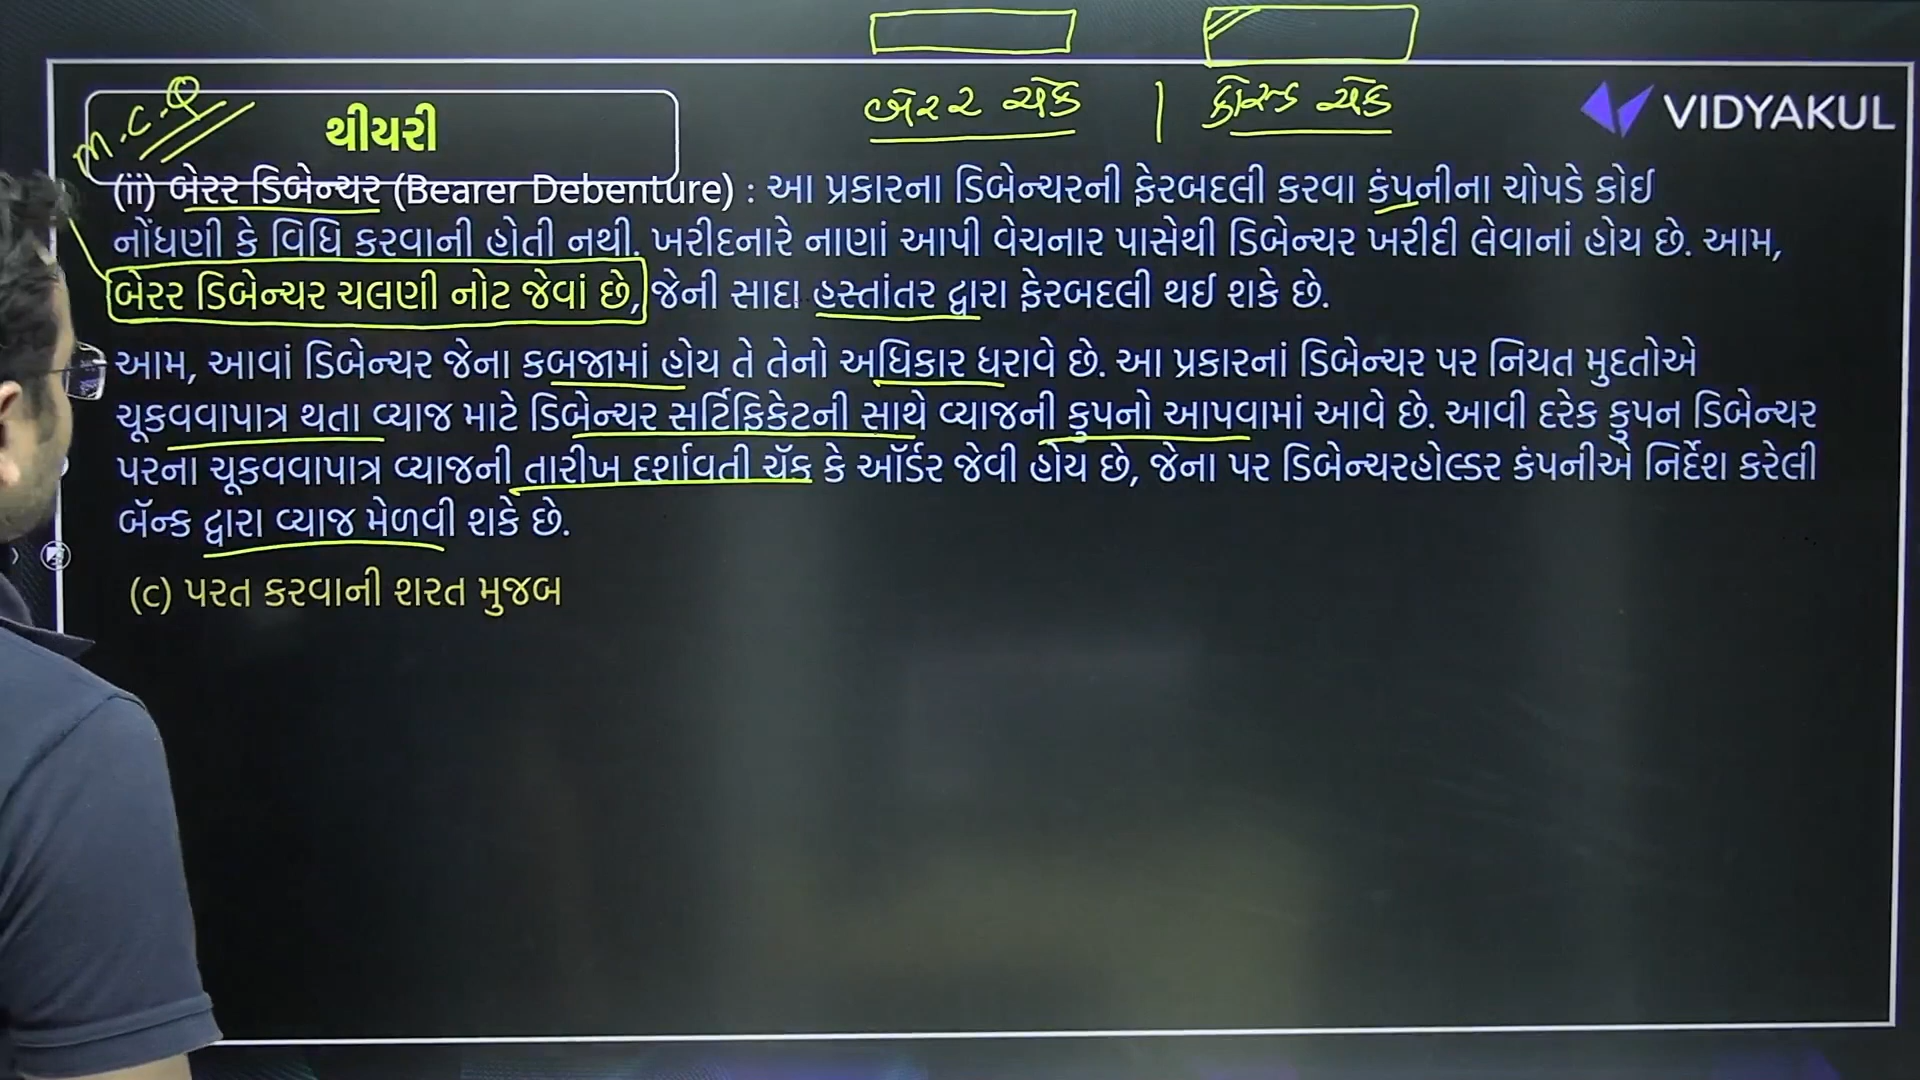 બેરર ચેક | ક્રોસ્ડ ચેક
M.C.Q
થીયરી
VIDYAKUL
(ii) બેરર ડિબેન્ચર (Bearer Debenture) : આ પ્રકારના ડિબેન્ચરની ફેરબદલી કરવા કંપનીના ચોપડે કોઈ
નોંધણી કે વિધિ કરવાની હોતી નથી. ખરીદનારે નાણાં આપી વેચનાર પાસેથી ડિબેન્ચર ખરીદી લેવાનાં હોય છે. આમ,
બેરર ડિબેન્ચર ચલણી નોટ જેવાં છે, જેની સાદા હસ્તાંતર દ્વારા ફેરબદલી થઈ શકે છે.
આમ, આવાં ડિબેન્ચર જેના કબજામાં હોય તે તેનો અધિકાર ધરાવે છે. આ પ્રકારનાં ડિબેન્ચર પર નિયત મુદતોએ
ચૂકવવાપાત્ર થતા વ્યાજ માટે ડિબેન્ચર સર્ટિફિકેટની સાથે વ્યાજની કુપનો આપવામાં આવે છે. આવી દરેક કુપન ડિબેન્ચર
પરના ચૂકવવાપાત્ર વ્યાજની તારીખ દર્શાવતી ચૅક કે ઑર્ડર જેવી હોય છે, જેના પર ડિબેન્ચરહોલ્ડર કંપનીએ નિર્દેશ કરેલી
બૅન્ક દ્વારા વ્યાજ મેળવી શકે છે.
(c) પરત કરવાની શરત મુજબ